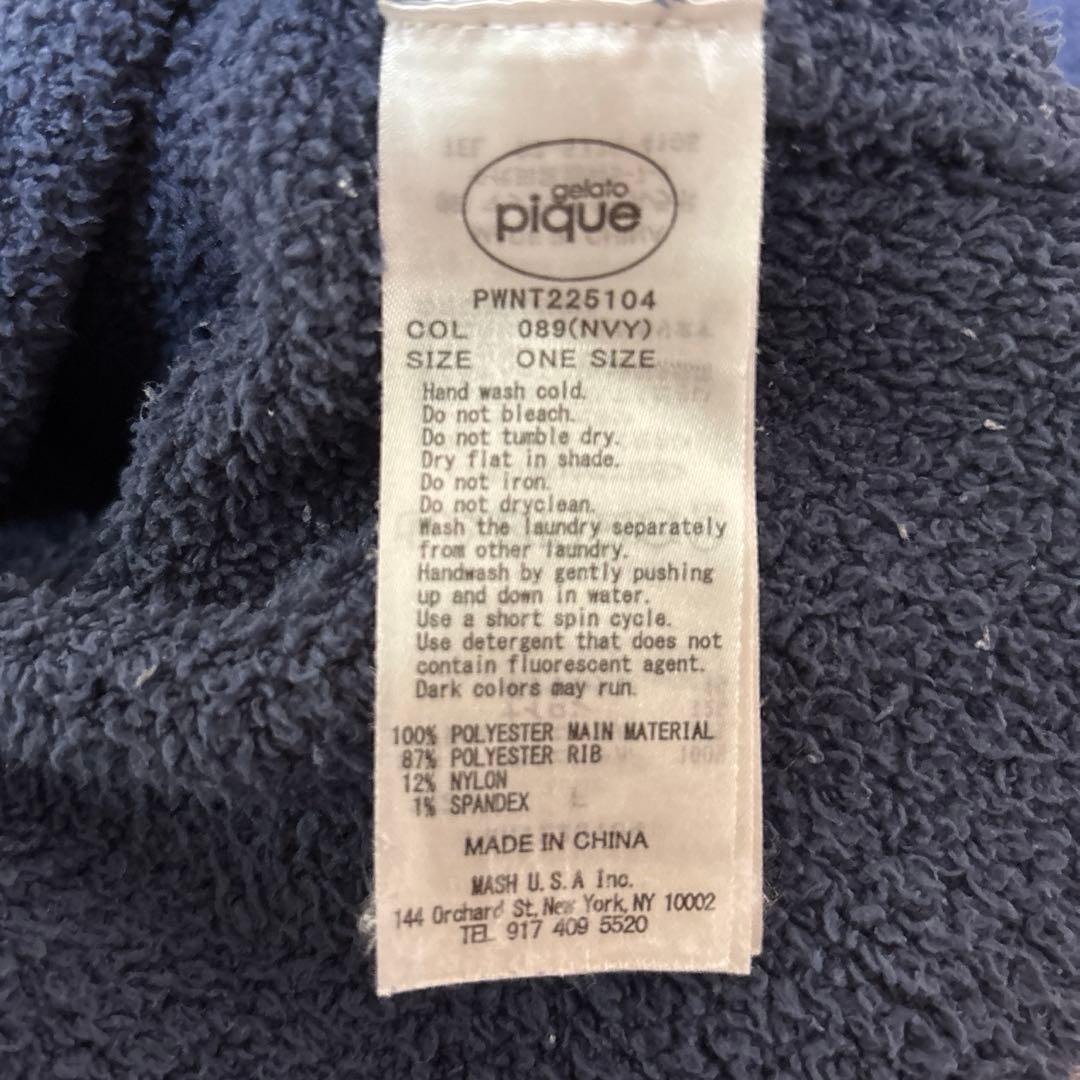 gelato
pique
PWNT225104
COL 089(NVY)
SIZE ONE SIZE
Hand wash cold.
Do not bleach.
Do not tumble dry.
Dry flat in shade.
Do not iron.
Do not dryclean.
Wash the laundry separately
from other laundry.
Handwash by gently pushing
up and down in water.
Use a short spin cycle.
Use detergent that does not
contain fluorescent agent.
Dark colors may run.
100% POLYESTER MAIN MATERIAL
87% POLYESTER RIB
12% NYLON
1% SPANDEX
MADE IN CHINA
MASH U.S.A Inc.
144 Orchard St, New York, NY 10002
TEL 917 409 5520